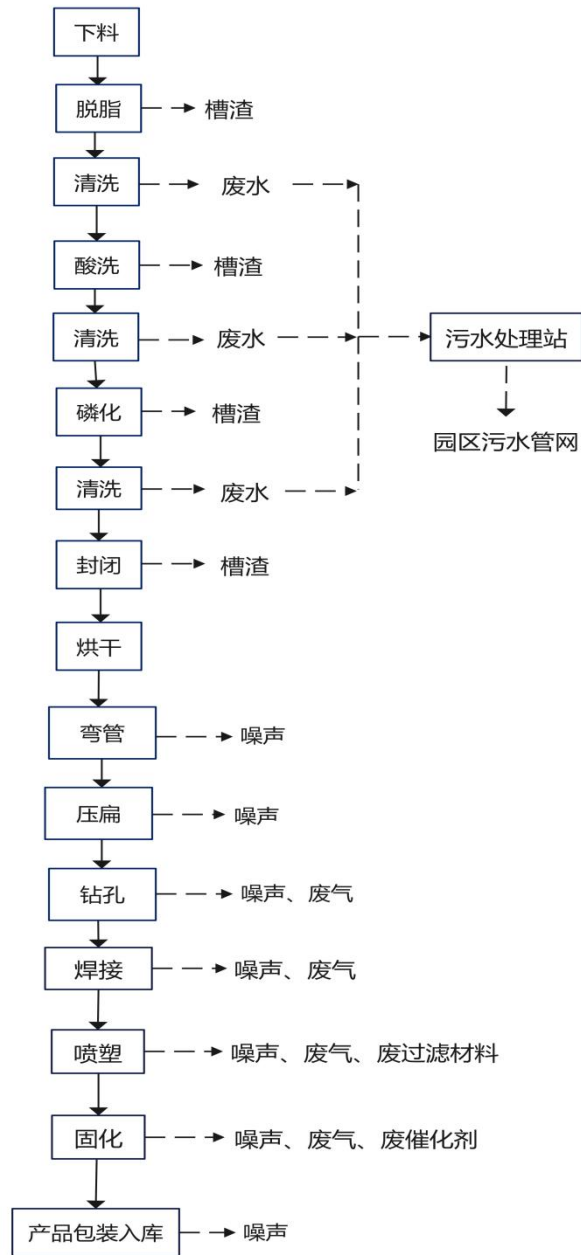 下料
脱脂
槽渣
清洗
废水
酸洗
槽渣
清洗
废水
污水处理站
磷化
槽渣
园区污水管网
清洗
废水
封闭
槽渣
烘干
弯管
噪声
压扁
噪声
钻孔
噪声、废气
焊接
噪声、废气
喷塑
噪声、废气、废过滤材料
固化
噪声、废气、废催化剂
产品包装入库
噪声